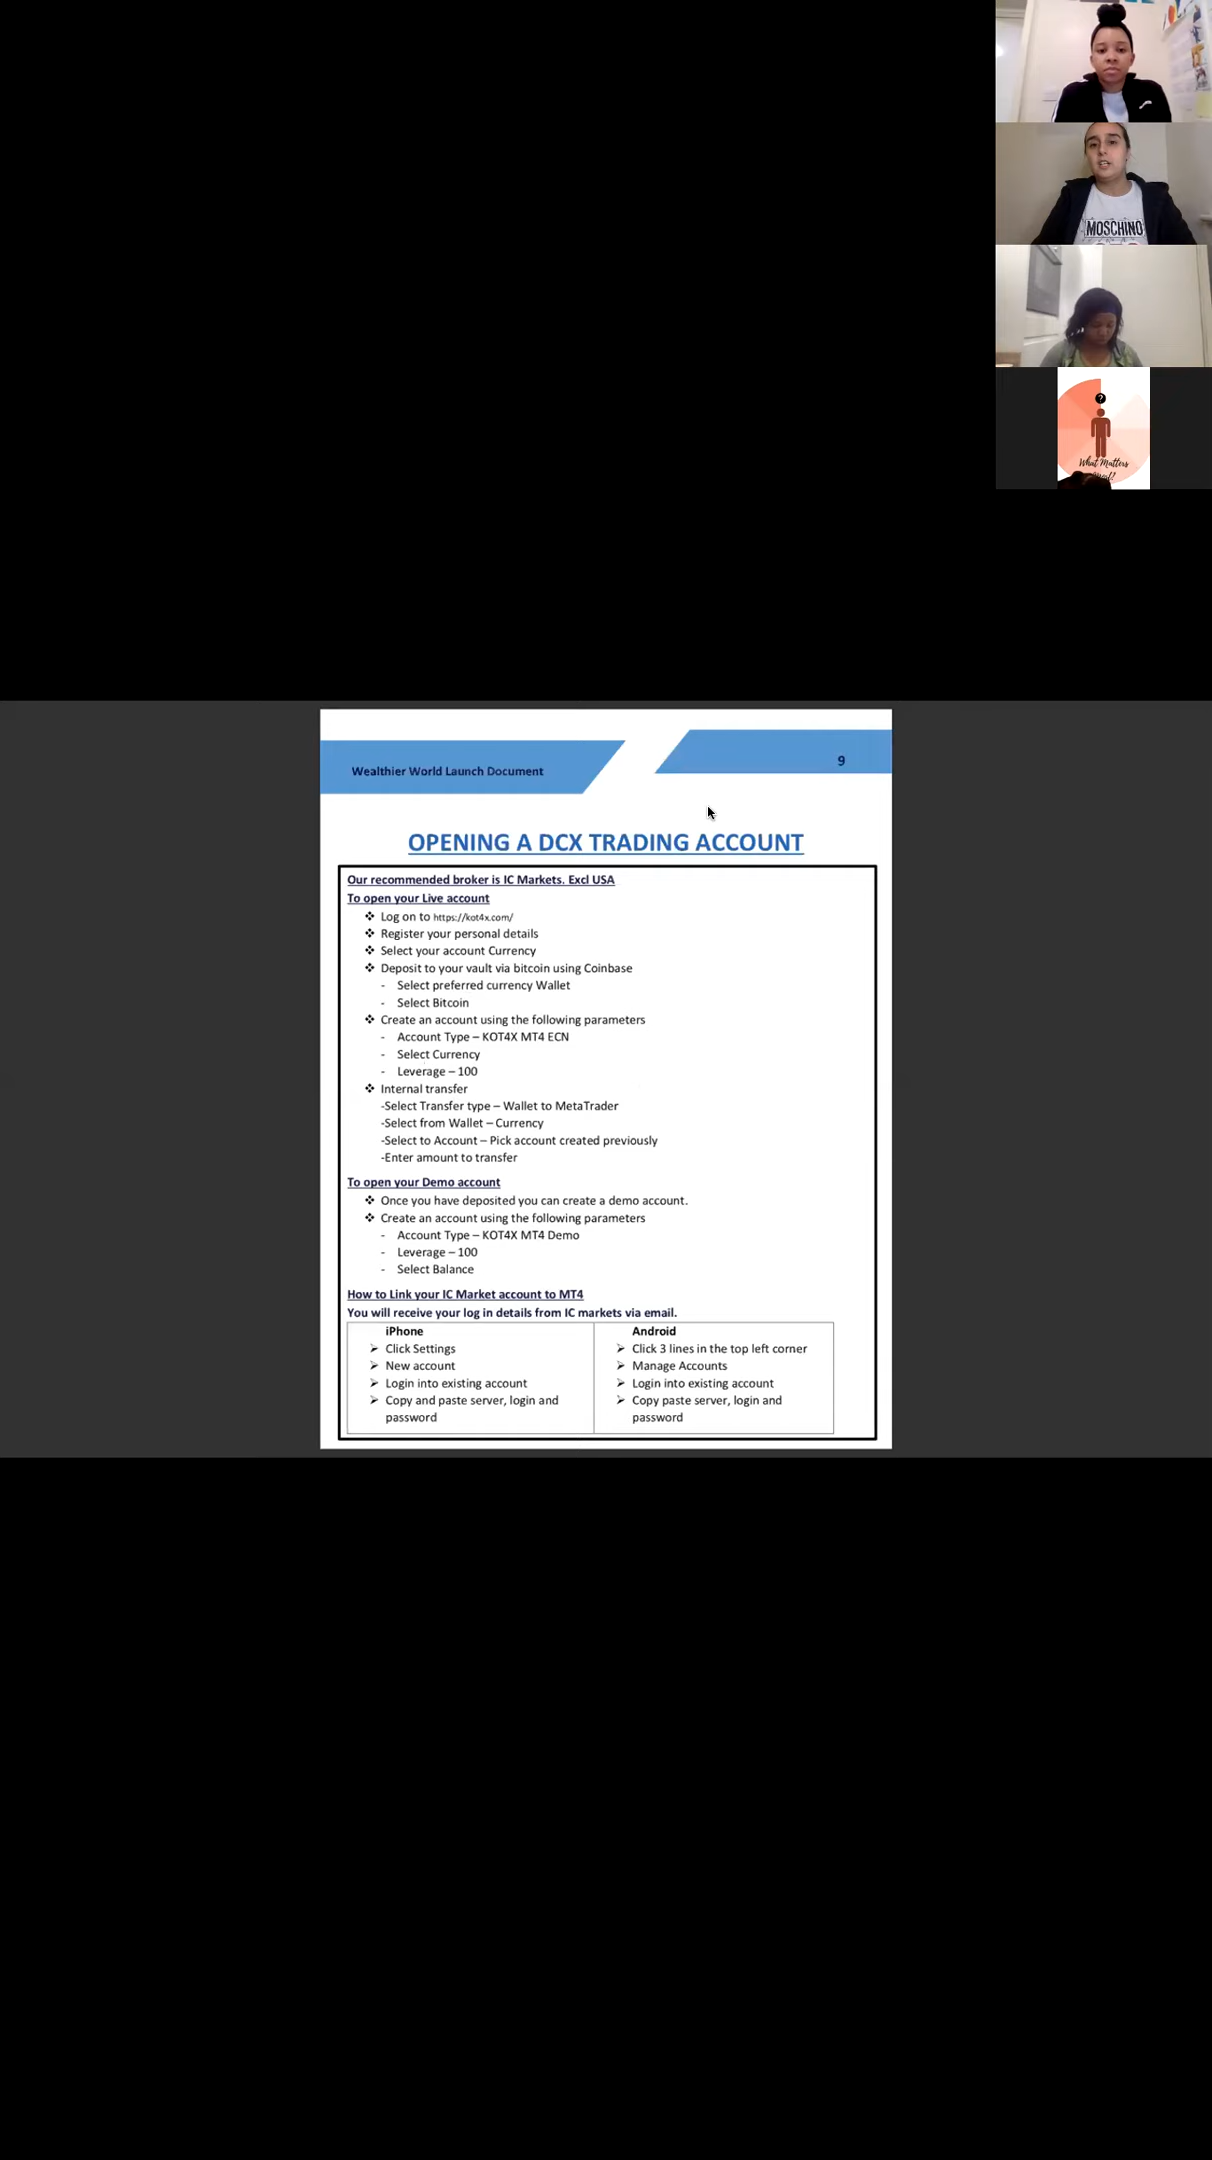 MOSCHINO
?
What Matters
Wealthier World Launch Document
9
OPENING A DCX TRADING ACCOUNT
Our recommended broker is IC Markets. Excl USA
To open your Live account
❖ Log on to https://kot4x.com/
❖ Register your personal details
❖ Select your account Currency
❖ Deposit to your vault via bitcoin using Coinbase
- Select preferred currency Wallet
- Select Bitcoin
❖ Create an account using the following parameters
- Account Type – KOT4X MT4 ECN
- Select Currency
- Leverage – 100
❖ Internal transfer
-Select Transfer type – Wallet to MetaTrader
-Select from Wallet – Currency
-Select to Account – Pick account created previously
-Enter amount to transfer
To open your Demo account
❖ Once you have deposited you can create a demo account.
❖ Create an account using the following parameters
- Account Type – KOT4X MT4 Demo
- Leverage – 100
- Select Balance
How to Link your IC Market account to MT4
You will receive your log in details from IC markets via email.
iPhone
➢ Click Settings
➢ New account
➢ Login into existing account
➢ Copy and paste server, login and
password
Android
➢ Click 3 lines in the top left corner
➢ Manage Accounts
➢ Login into existing account
➢ Copy paste server, login and
password